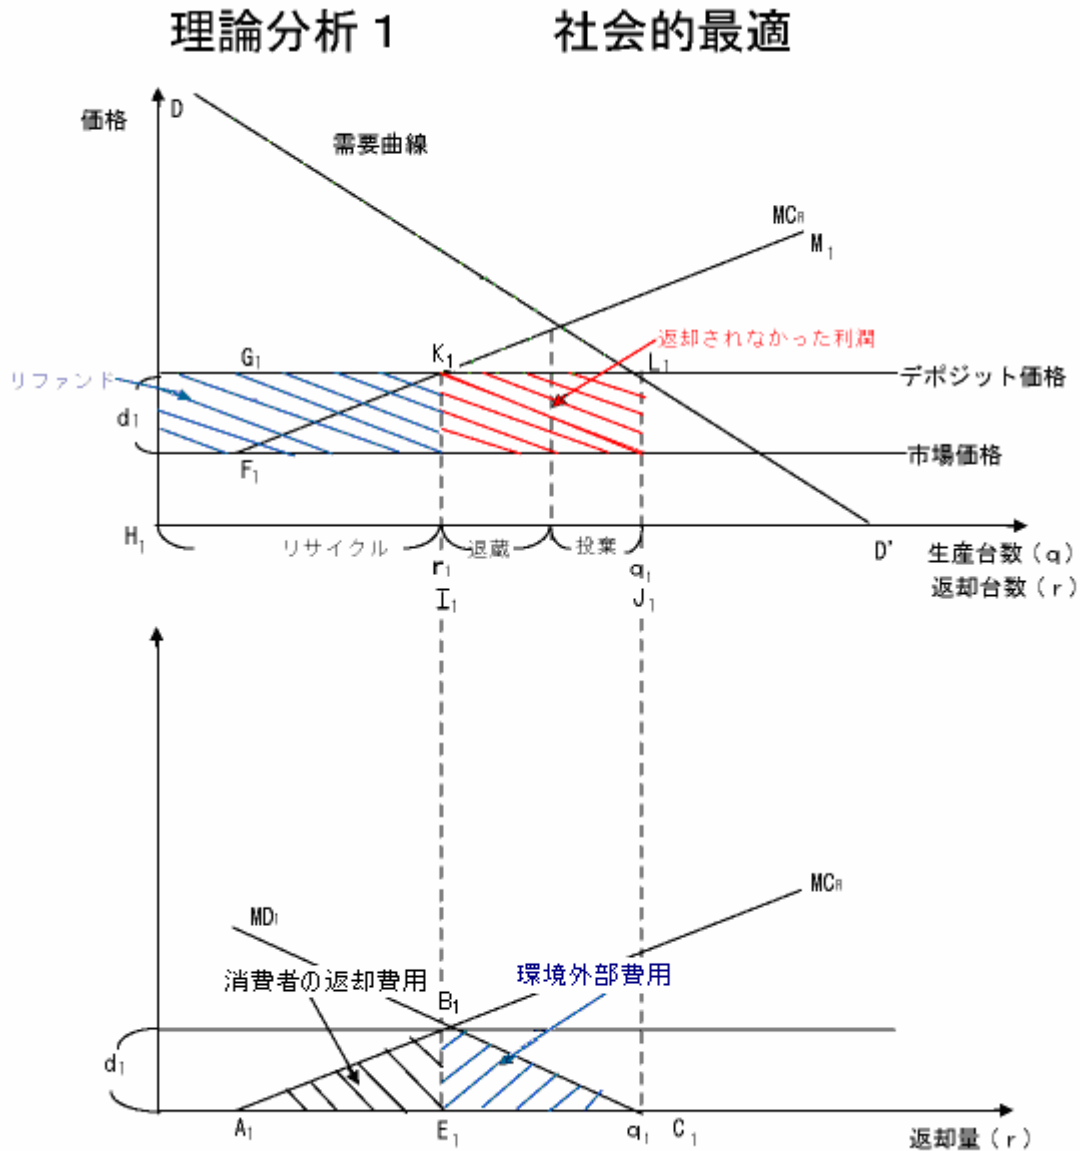 理論分析1 社会的最適
価格
D
需要曲線
MCR
M1
返却されなかった利潤
G1
K1
L1
リファンド
デポジット価格
d1
F1
市場価格
H1
リサイクル
退蔵
投棄
D'
生産台数(q)
r1
q1
返却台数(r)
I1
J1
MCR
MD1
消費者の返却費用
環境外部費用
B1
d1
A1
E1
q1
C1
返却量(r)